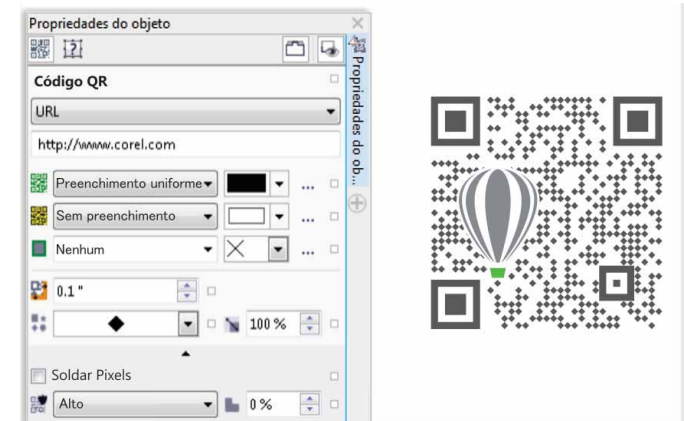 Propriedades do objeto
Código QR
URL
http://www.corel.com
Preenchimento uniforme
Sem preenchimento
Nenhum
0.1 "
100 %
Soldar Pixels
Alto
0 %
Propriedades do ob...